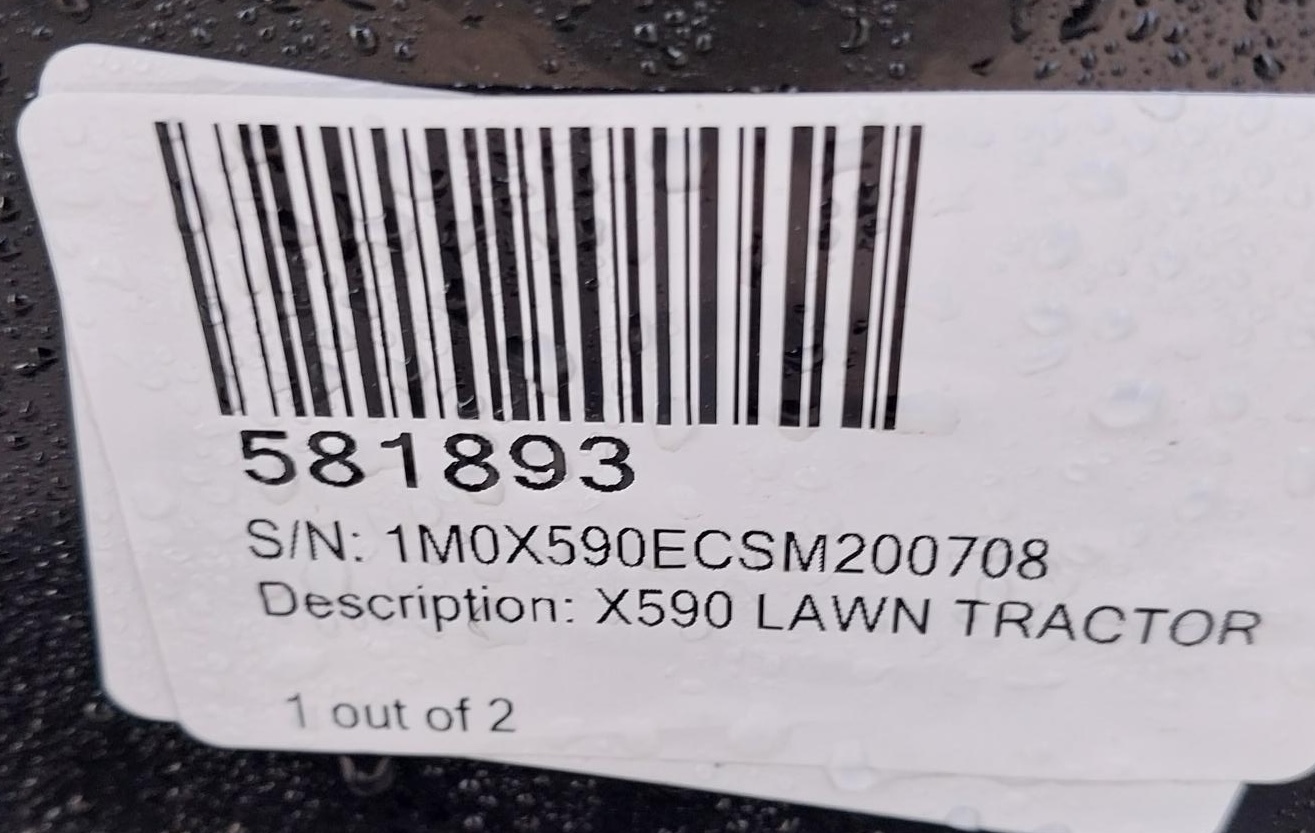 581893
S/N: 1M0X590ECSM200708
Description: X590 LAWN TRACTOR
1 out of 2